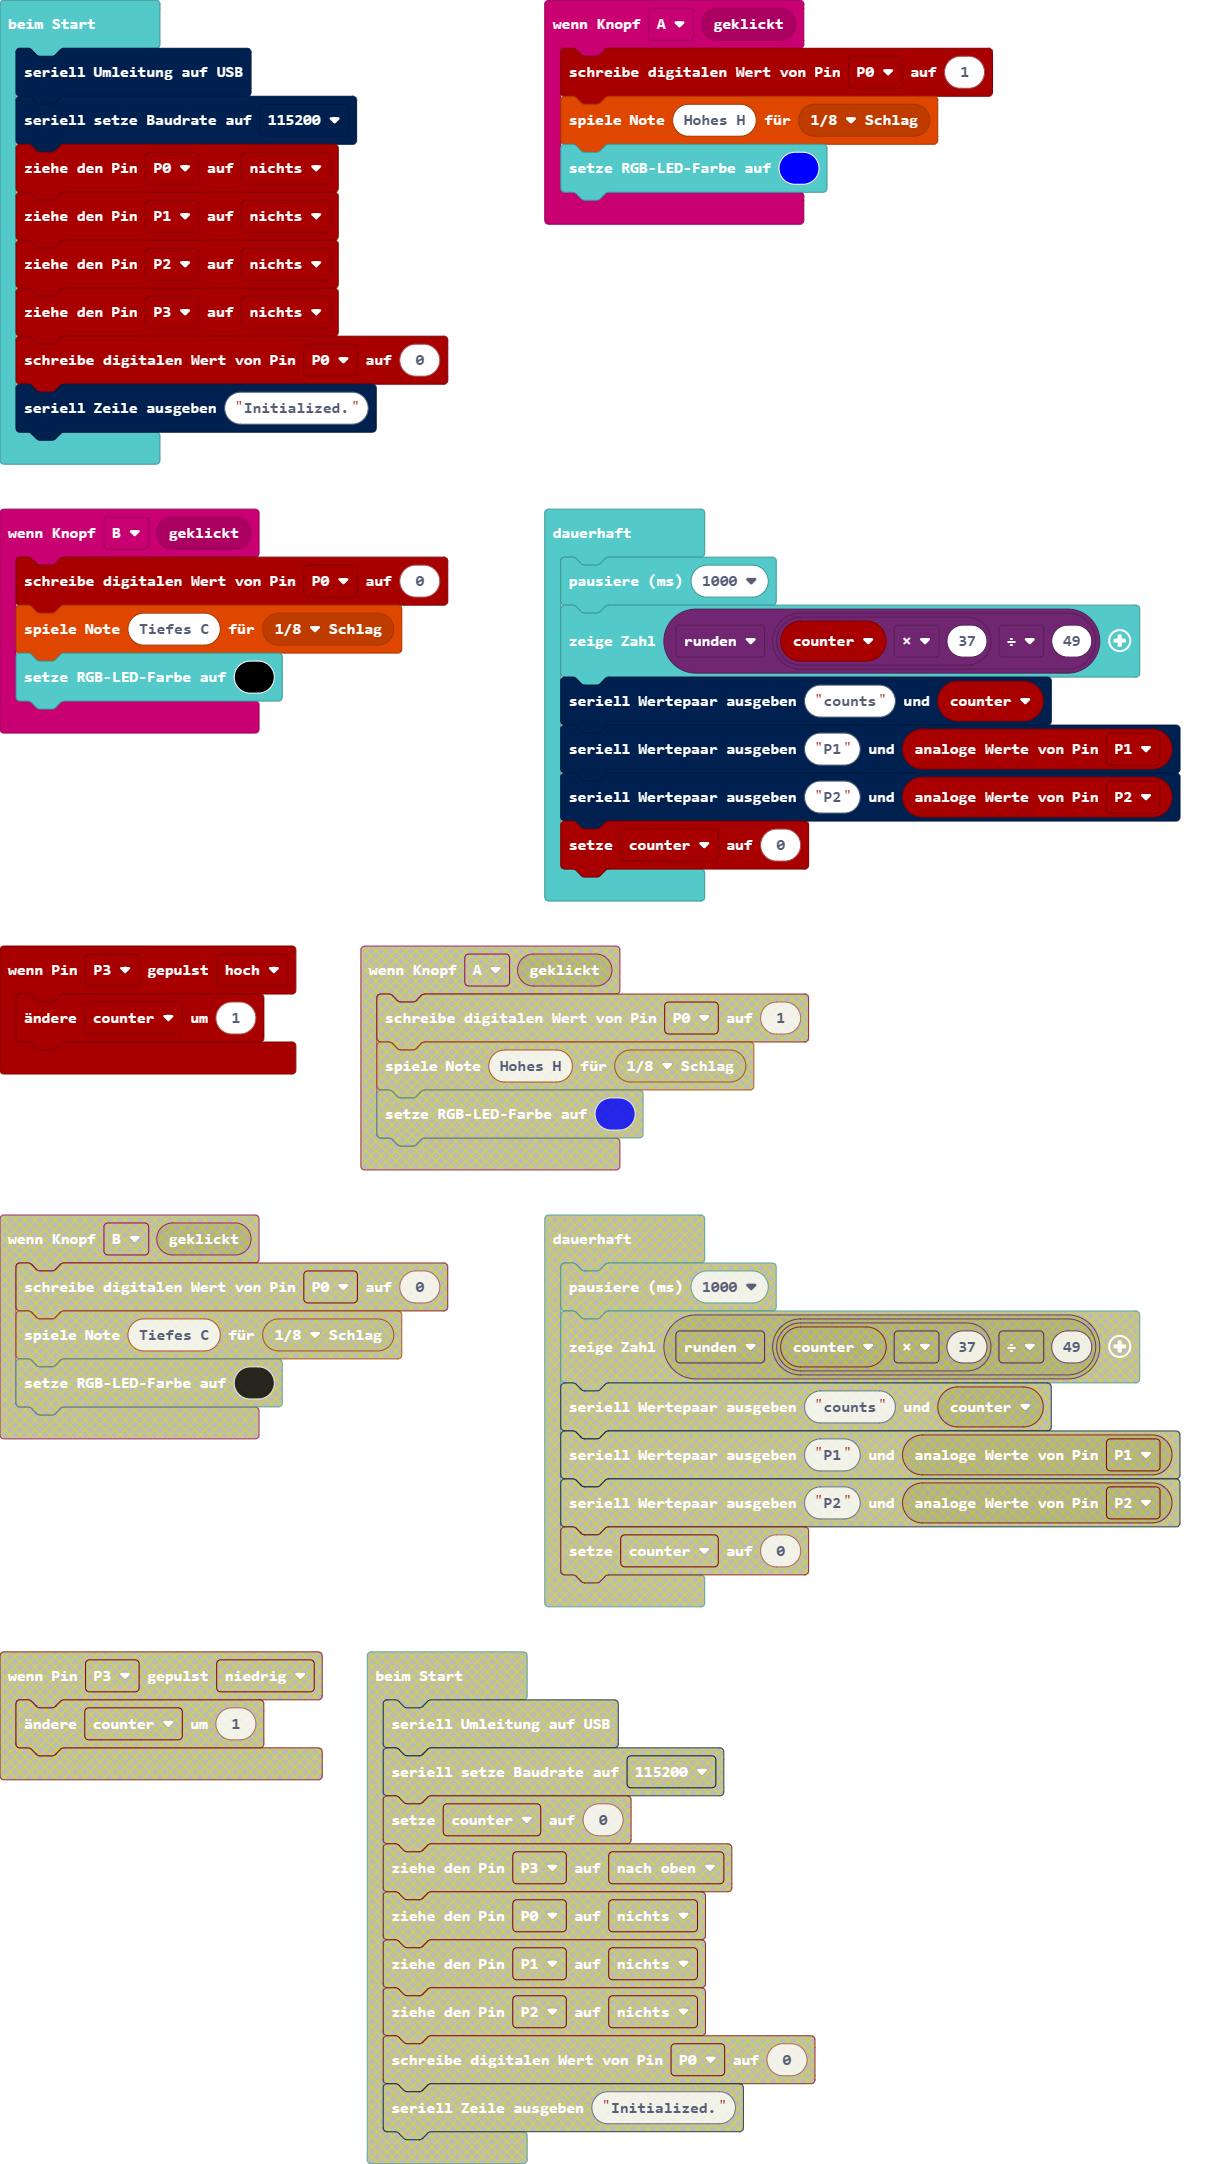 beim Start
seriell Umleitung auf USB
seriell setze Baudrate auf 115200
ziehe den Pin P0 auf nichts
ziehe den Pin P1 auf nichts
ziehe den Pin P2 auf nichts
ziehe den Pin P3 auf nichts
schreibe digitalen Wert von Pin P0 auf 0
seriell Zeile ausgeben "Initialized."
wenn Knopf A geklickt
schreibe digitalen Wert von Pin P0 auf 1
spiele Note Hohes H für 1/8 Schlag
setze RGB-LED-Farbe auf
wenn Knopf B geklickt
schreibe digitalen Wert von Pin P0 auf 0
spiele Note Tiefes C für 1/8 Schlag
setze RGB-LED-Farbe auf
dauerhaft
pausiere (ms) 1000
zeige Zahl runden counter × 37 ÷ 49
seriell Wertepaar ausgeben "counts" und counter
seriell Wertepaar ausgeben "P1" und analoge Werte von Pin P1
seriell Wertepaar ausgeben "P2" und analoge Werte von Pin P2
setze counter auf 0
wenn Pin P3 gepulst hoch
ändere counter um 1
wenn Knopf A geklickt
schreibe digitalen Wert von Pin P0 auf 1
spiele Note Hohes H für 1/8 Schlag
setze RGB-LED-Farbe auf
wenn Knopf B geklickt
schreibe digitalen Wert von Pin P0 auf 0
spiele Note Tiefes C für 1/8 Schlag
setze RGB-LED-Farbe auf
dauerhaft
pausiere (ms) 1000
zeige Zahl runden counter × 37 ÷ 49
seriell Wertepaar ausgeben "counts" und counter
seriell Wertepaar ausgeben "P1" und analoge Werte von Pin P1
seriell Wertepaar ausgeben "P2" und analoge Werte von Pin P2
setze counter auf 0
wenn Pin P3 gepulst niedrig
ändere counter um 1
beim Start
seriell Umleitung auf USB
seriell setze Baudrate auf 115200
setze counter auf 0
ziehe den Pin P3 auf nach oben
ziehe den Pin P0 auf nichts
ziehe den Pin P1 auf nichts
ziehe den Pin P2 auf nichts
schreibe digitalen Wert von Pin P0 auf 0
seriell Zeile ausgeben "Initialized."